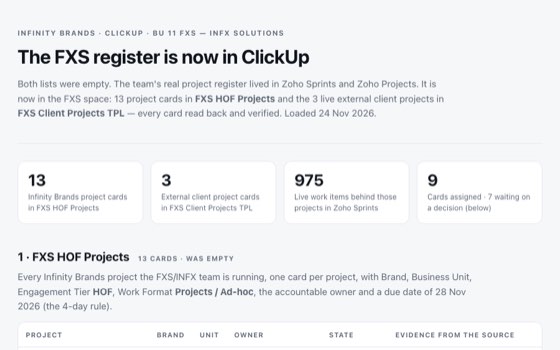 INFINITY BRANDS · CLICKUP · BU 11 FXS — INFX SOLUTIONS
The FXS register is now in ClickUp
Both lists were empty. The team's real project register lived in Zoho Sprints and Zoho Projects. It is
now in the FXS space: 13 project cards in FXS HOF Projects and the 3 live external client projects in
FXS Client Projects TPL — every card read back and verified. Loaded 24 Nov 2026.
13
Infinity Brands project cards
in FXS HOF Projects
3
External client project cards
in FXS Client Projects TPL
975
Live work items behind those
projects in Zoho Sprints
9
Cards assigned · 7 waiting on
a decision (below)
1 · FXS HOF Projects 13 CARDS · WAS EMPTY
Every Infinity Brands project the FXS/INFX team is running, one card per project, with Brand, Business Unit,
Engagement Tier HOF, Work Format Projects / Ad-hoc, the accountable owner and a due date of 28 Nov
2026 (the 4-day rule).
PROJECT BRAND UNIT OWNER STATE EVIDENCE FROM THE SOURCE